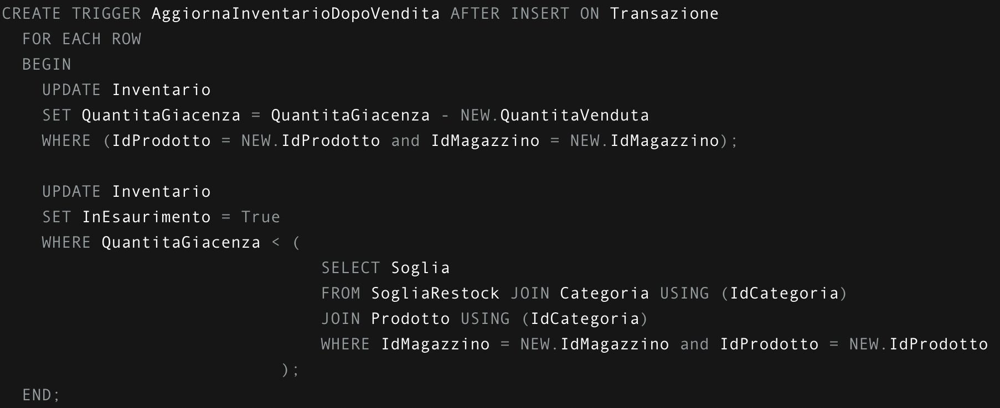 CREATE TRIGGER AggiornaInventarioDopoVendita AFTER INSERT ON Transazione
FOR EACH ROW
BEGIN
UPDATE Inventario
SET QuantitaGiacenza = QuantitaGiacenza - NEW.QuantitaVenduta
WHERE (IdProdotto = NEW.IdProdotto and IdMagazzino = NEW.IdMagazzino);
UPDATE Inventario
SET InEsaurimento = True
WHERE QuantitaGiacenza < (
SELECT Soglia
FROM SogliaRestock JOIN Categoria USING (IdCategoria)
JOIN Prodotto USING (IdCategoria)
WHERE IdMagazzino = NEW.IdMagazzino and IdProdotto = NEW.IdProdotto
);
END;